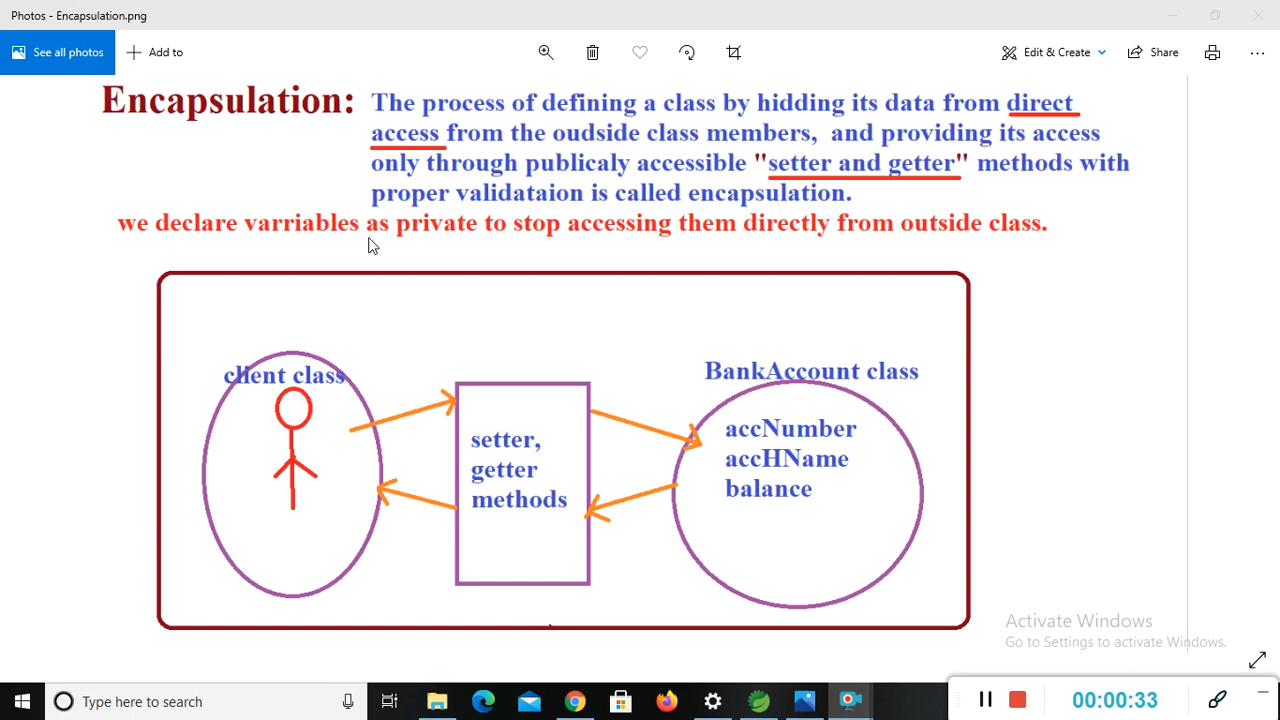 Photos - Encapsulation.png
See all photos
Add to
Edit & Create
Share
Encapsulation: The process of defining a class by hidding its data from direct
access from the oudside class members, and providing its access
only through publicaly accessible "setter and getter" methods with
proper validataion is called encapsulation.
we declare varriables as private to stop accessing them directly from outside class.
client class
setter,
getter
methods
BankAccount class
accNumber
accHName
balance
Activate Windows
Go to Settings to activate Windows.
Type here to search
00:00:33